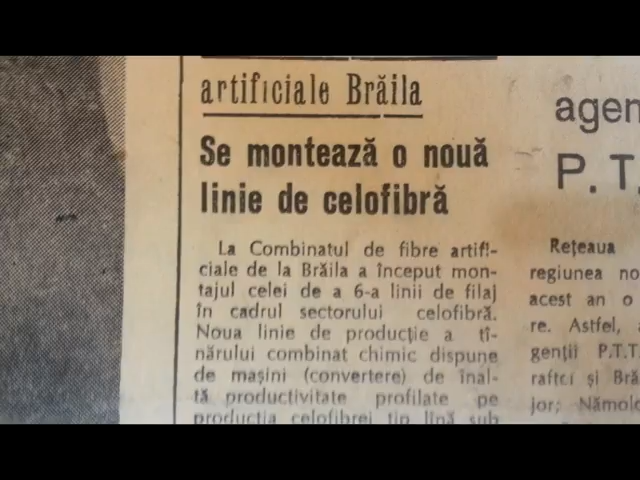 artificiale Brăila
Se montează o nouă
linie de celofibră
La Combinatul de fibre artifi-
ciale de la Brăila a început mon-
tajul celei de a 6-a linii de filaj
în cadrul sectorului celofibră.
Noua linie de producție a tî-
nărului combinat chimic dispune
de mașini (convertere) de înal-
tă productivitate profilate pe
producția celofibrei tip lînă sub
agen
P.T.
Rețeaua
regiunea no
acest an o
re. Astfel,
genții P.T.T
raftei și Bră
jor; Nămolo